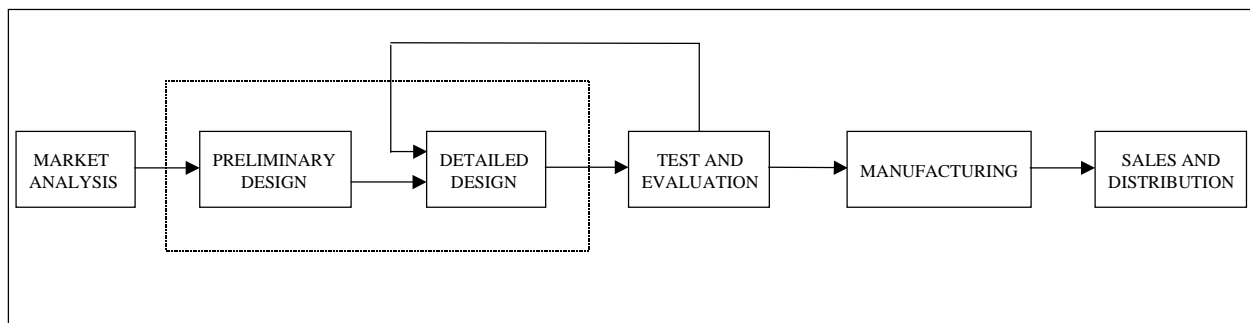 MARKET
ANALYSIS
PRELIMINARY
DESIGN
DETAILED
DESIGN
TEST AND
EVALUATION
MANUFACTURING
SALES AND
DISTRIBUTION